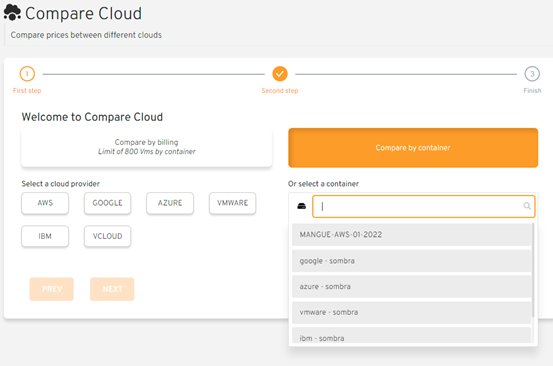 Compare Cloud
Compare prices between different clouds
1
3
First step
Second step
Finish
Welcome to Compare Cloud
Compare by billing
Limit of 800 Vms by container
Compare by container
Select a cloud provider
AWS
GOOGLE
AZURE
VMWARE
IBM
VCLOUD
PREV
NEXT
Or select a container
MANGUE-AWS-01-2022
google - sombra
azure - sombra
vmware - sombra
ibm - sombra